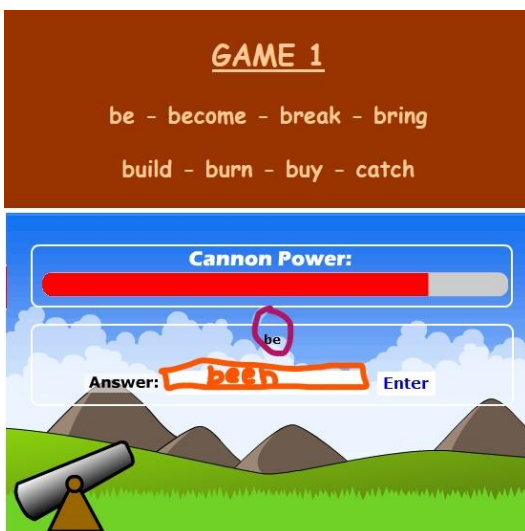 GAME 1
be - become - break - bring
build - burn - buy - catch
Cannon Power:
be
Answer: been Enter